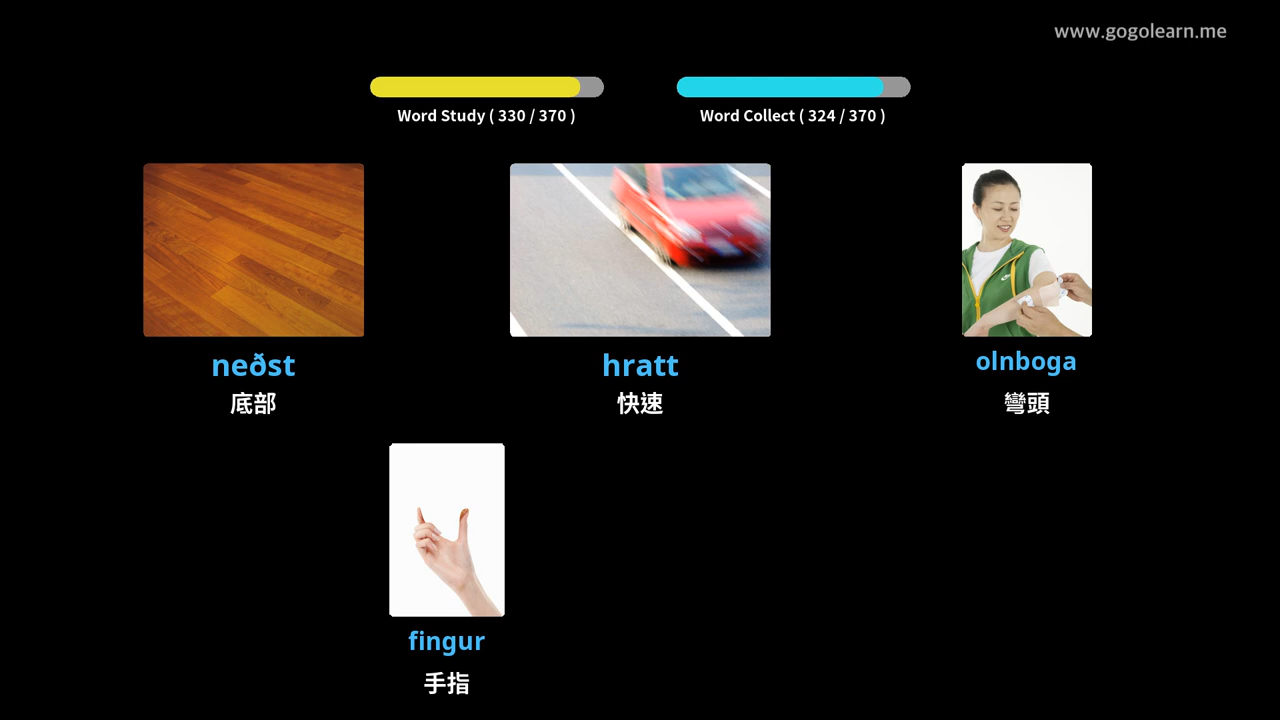 www.gogolearn.me
Word Study ( 330 / 370 )
Word Collect ( 324 / 370 )
neðst
底部
hratt
快速
olnboga
彎頭
fingur
手指